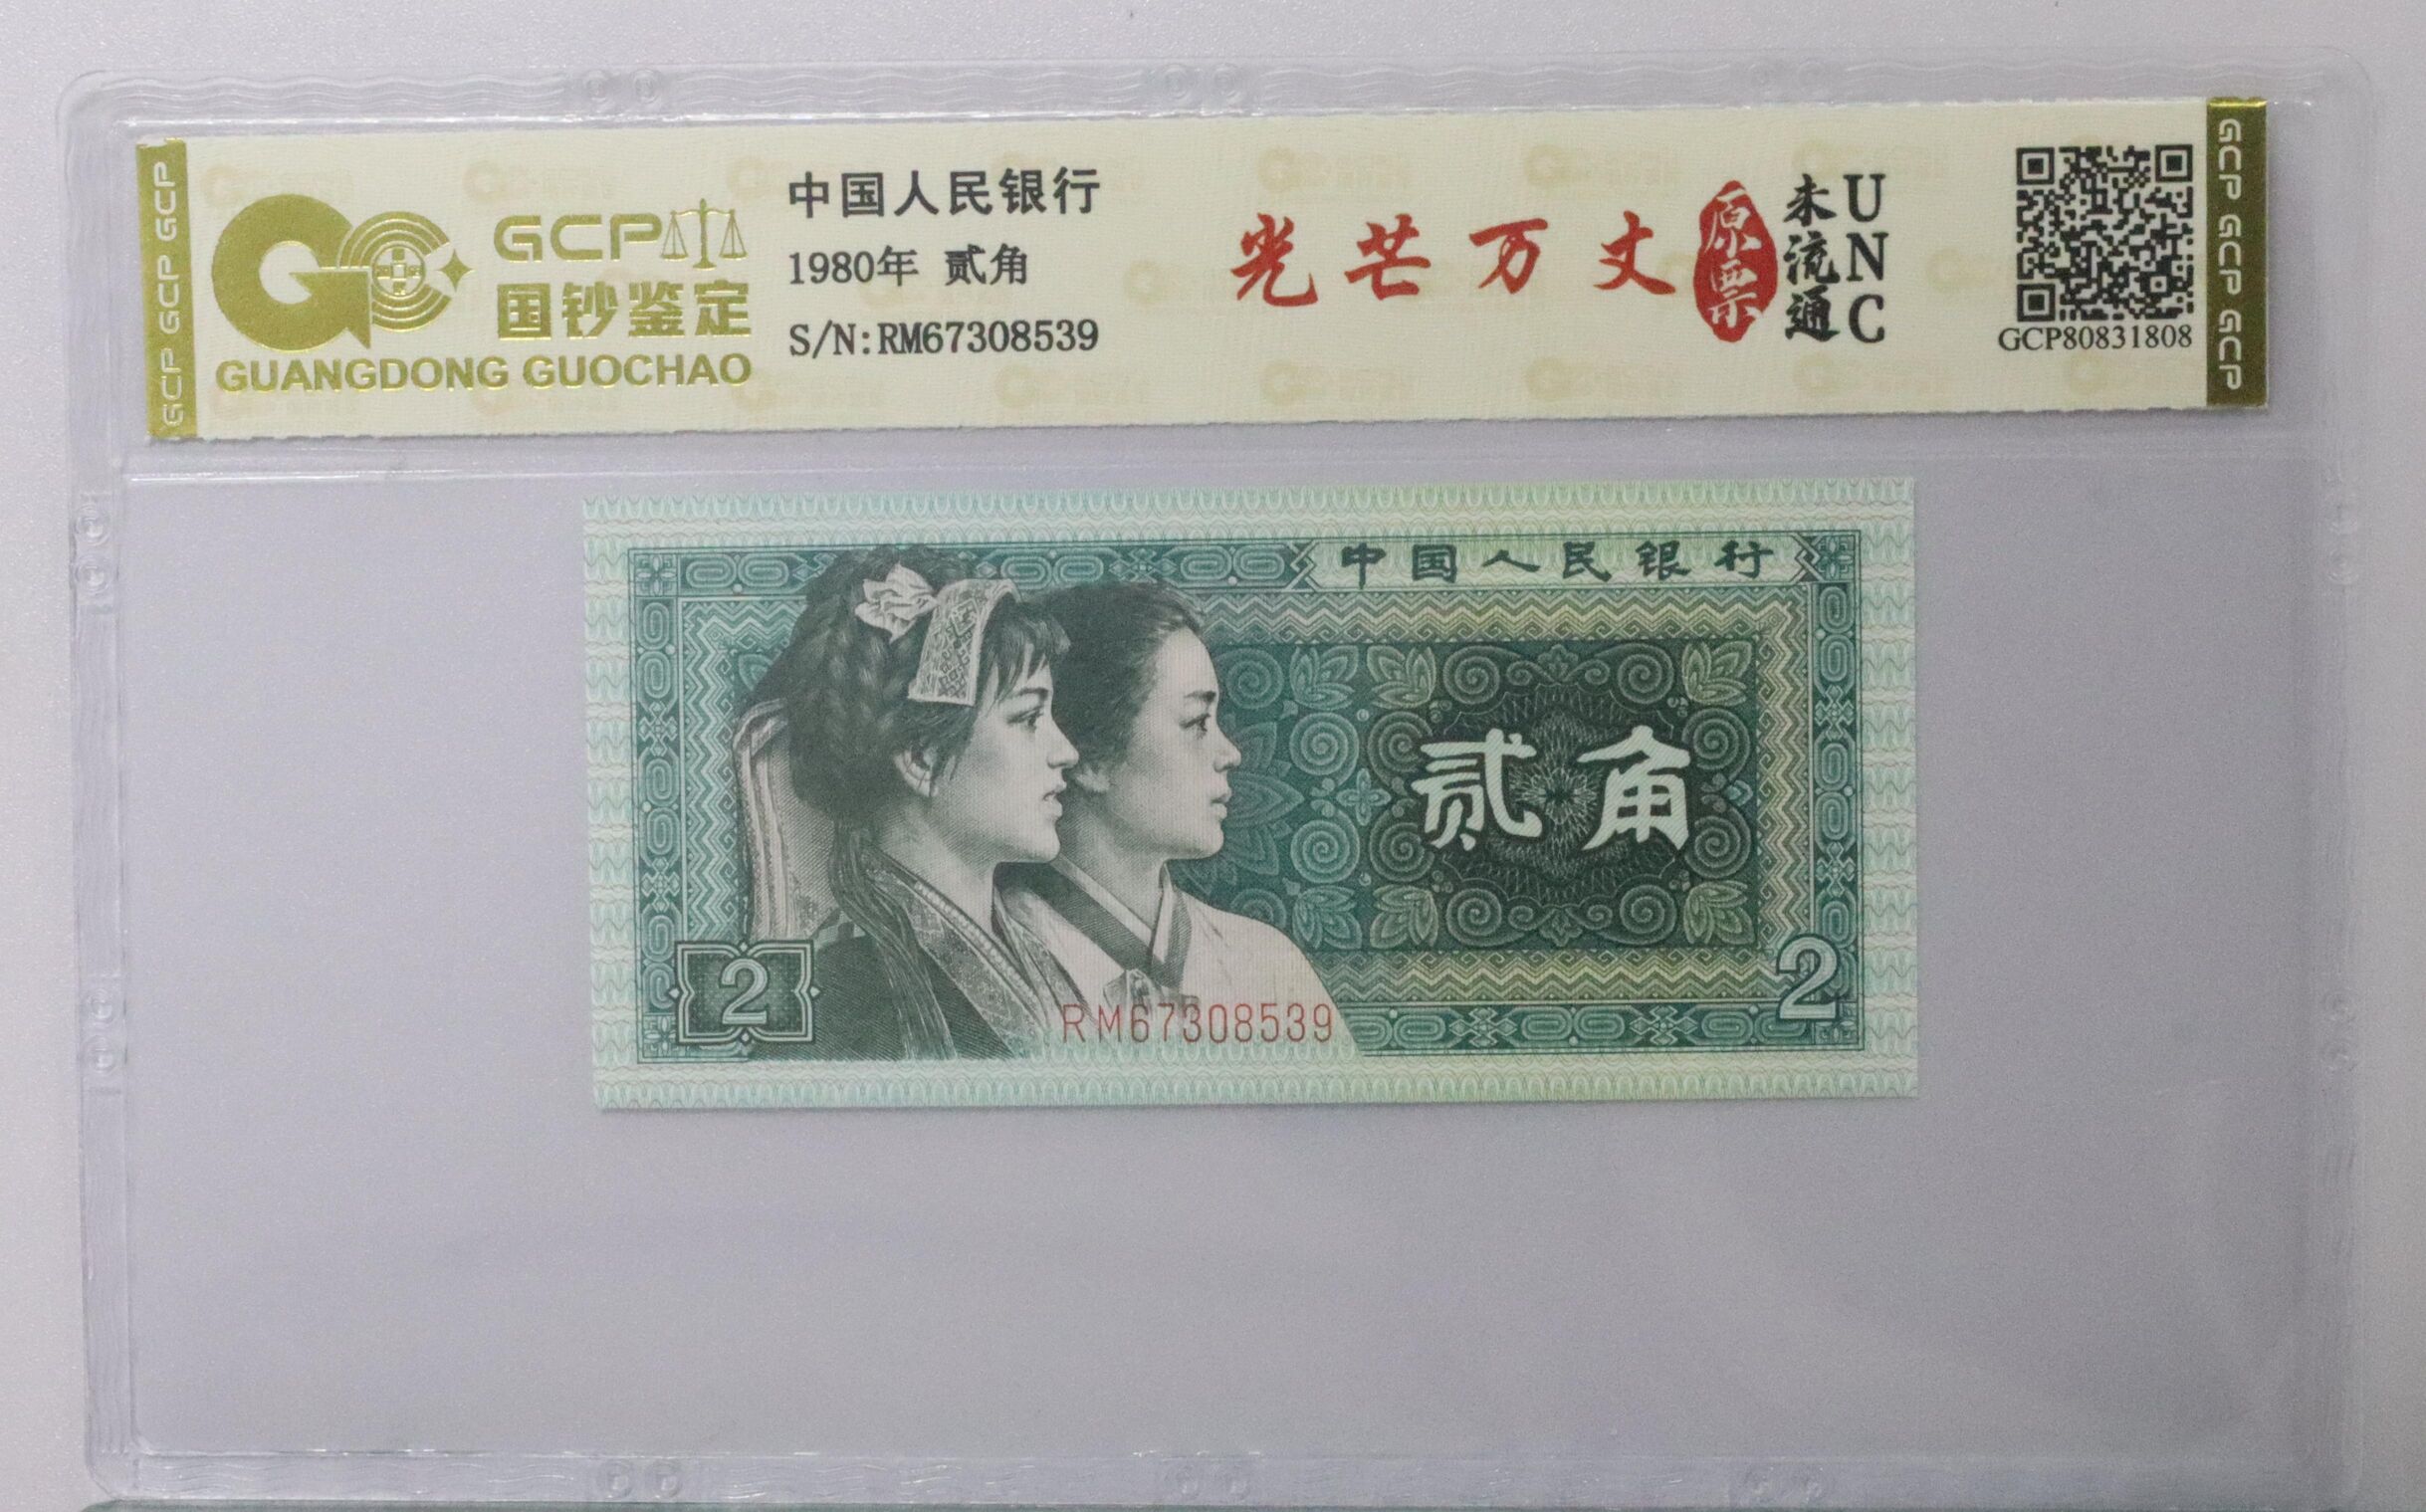 GCP GCP GCP
GCP
国钞鉴定
GUANGDONG GUOCHAO
中国人民银行
1980年 贰角
S/N:RM67308539
光芒万丈
原票
未流通
UNC
GCP80831808
GCP GCP GCP
中国人民银行
贰角
2
2
RM67308539